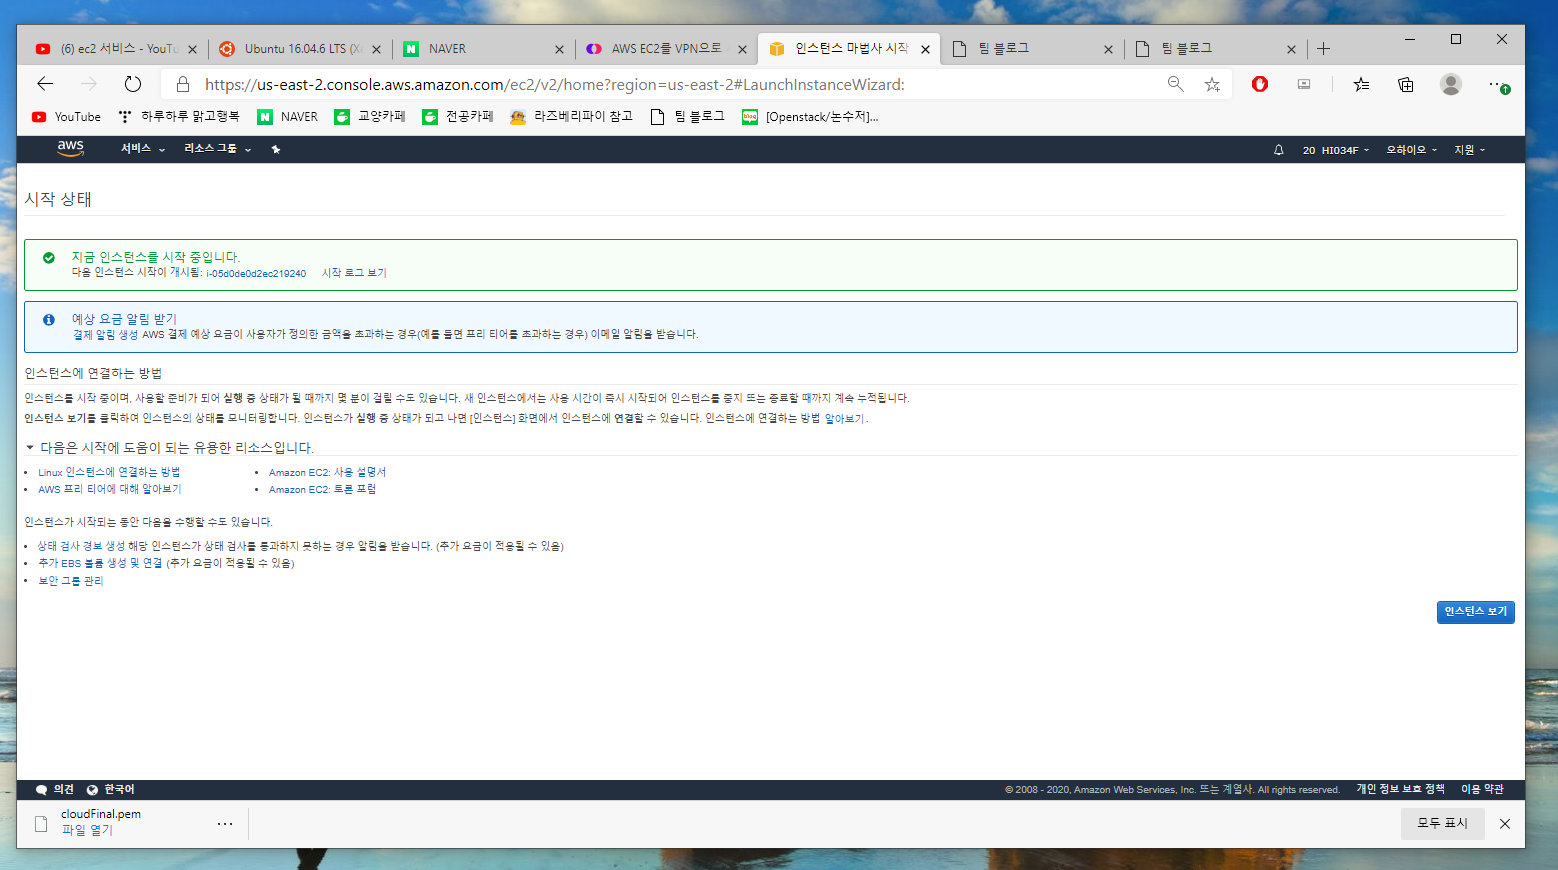 (6) ec2 서비스 - YouTu
Ubuntu 16.04.6 LTS (Xe
NAVER
AWS EC2를 VPN으로
인스턴스 마법사 시작
팀 블로그
팀 블로그
https://us-east-2.console.aws.amazon.com/ec2/v2/home?region=us-east-2#LaunchInstanceWizard:
YouTube
하루하루 맑고행복
NAVER
교양카페
전공카페
라즈베리파이 참고
팀 블로그
[Openstack/논수저]...
aws
서비스
리소스 그룹
20 HI034F
오하이오
지원
시작 상태
지금 인스턴스를 시작 중입니다.
다음 인스턴스 시작이 개시됨: i-05d0de0d2ec219240 시작 로그 보기
예상 요금 알림 받기
결제 알림 생성 AWS 결제 예상 요금이 사용자가 정의한 금액을 초과하는 경우(예를 들면 프리 티어를 초과하는 경우) 이메일 알림을 받습니다.
인스턴스에 연결하는 방법
인스턴스를 시작 중이며, 사용할 준비가 되어 실행 중 상태가 될 때까지 몇 분이 걸릴 수도 있습니다. 새 인스턴스에서는 사용 시간이 즉시 시작되어 인스턴스를 중지 또는 종료할 때까지 계속 누적됩니다.
인스턴스 보기를 클릭하여 인스턴스의 상태를 모니터링합니다. 인스턴스가 실행 중 상태가 되고 나면 [인스턴스] 화면에서 인스턴스에 연결할 수 있습니다. 인스턴스에 연결하는 방법 알아보기.
다음은 시작에 도움이 되는 유용한 리소스입니다.
• Linux 인스턴스에 연결하는 방법
• Amazon EC2: 사용 설명서
• AWS 프리 티어에 대해 알아보기
• Amazon EC2: 토론 포럼
인스턴스가 시작되는 동안 다음을 수행할 수도 있습니다.
• 상태 검사 경보 생성 해당 인스턴스가 상태 검사를 통과하지 못하는 경우 알림을 받습니다. (추가 요금이 적용될 수 있음)
• 추가 EBS 볼륨 생성 및 연결 (추가 요금이 적용될 수 있음)
• 보안 그룹 관리
인스턴스 보기
의견
한국어
© 2008 - 2020, Amazon Web Services, Inc. 또는 계열사. All rights reserved.
개인 정보 보호 정책
이용 약관
cloudFinal.pem
파일 열기
모두 표시